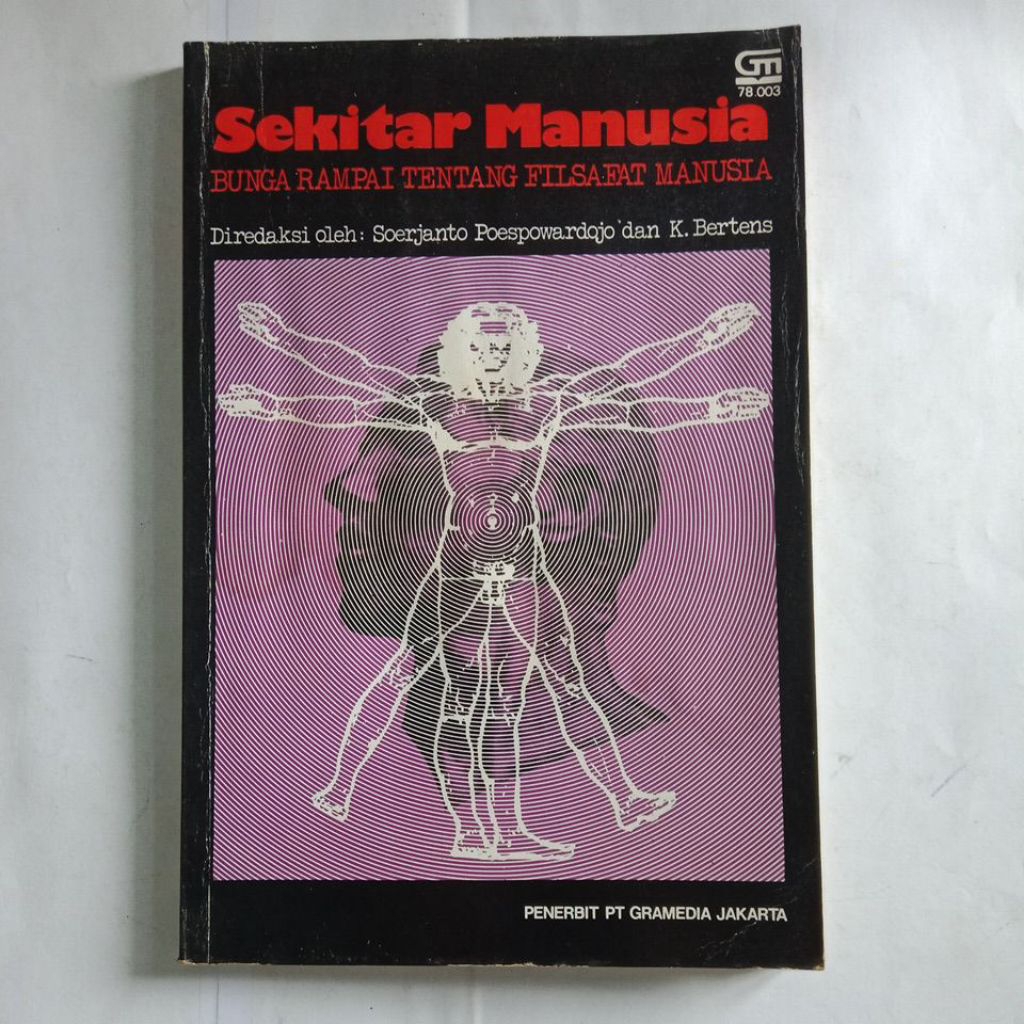 Gm
78.003
Sekitar Manusia
BUNGA RAMPAI TENTANG FILSAFAT MANUSIA
Diredaksi oleh: Soerjanto Poespowardojo dan K. Bertens
PENERBIT PT GRAMEDIA JAKARTA